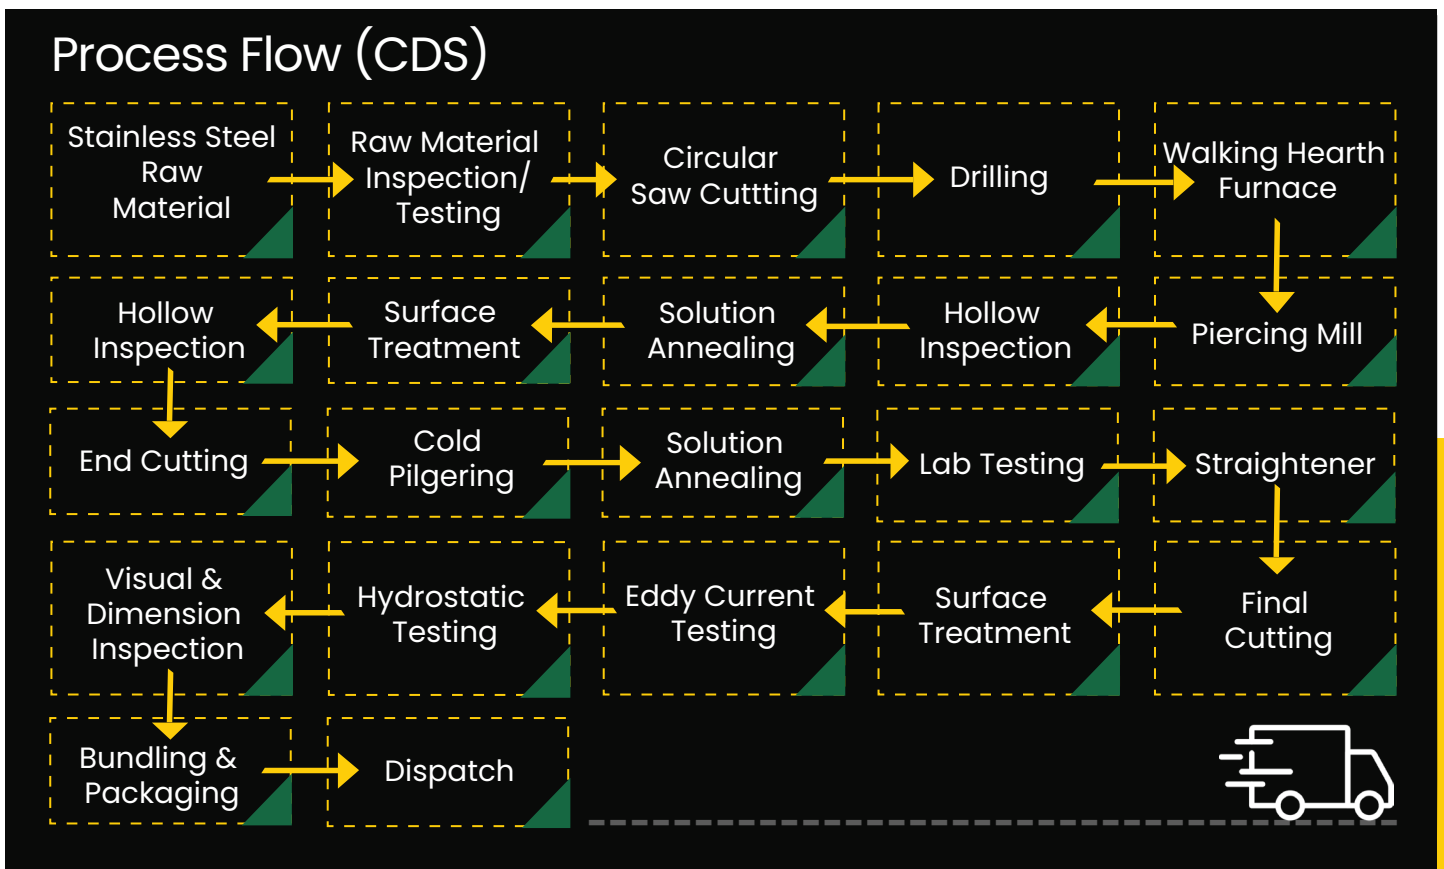 Process Flow (CDS)
Stainless Steel
Raw
Material
Raw Material
Inspection/
Testing
Circular
Saw Cuttting
Drilling
Walking Hearth
Furnace
Piercing Mill
Hollow
Inspection
Solution
Annealing
Surface
Treatment
Hollow
Inspection
End Cutting
Cold
Pilgering
Solution
Annealing
Lab Testing
Straightener
Final
Cutting
Surface
Treatment
Eddy Current
Testing
Hydrostatic
Testing
Visual &
Dimension
Inspection
Bundling &
Packaging
Dispatch